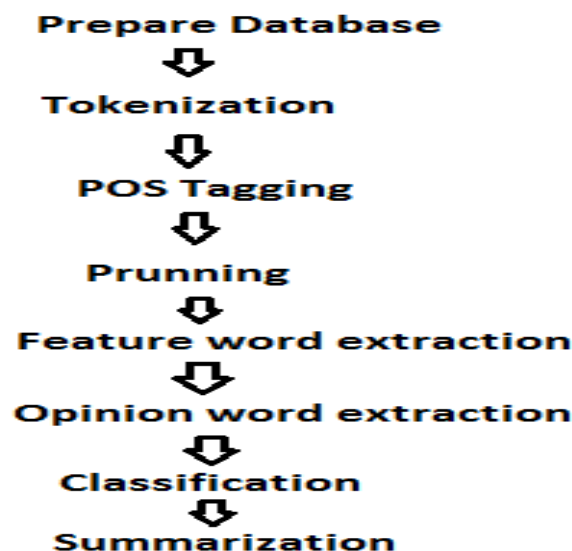 Prepare Database
Tokenization
POS Tagging
Prunning
Feature word extraction
Opinion word extraction
Classification
Summarization